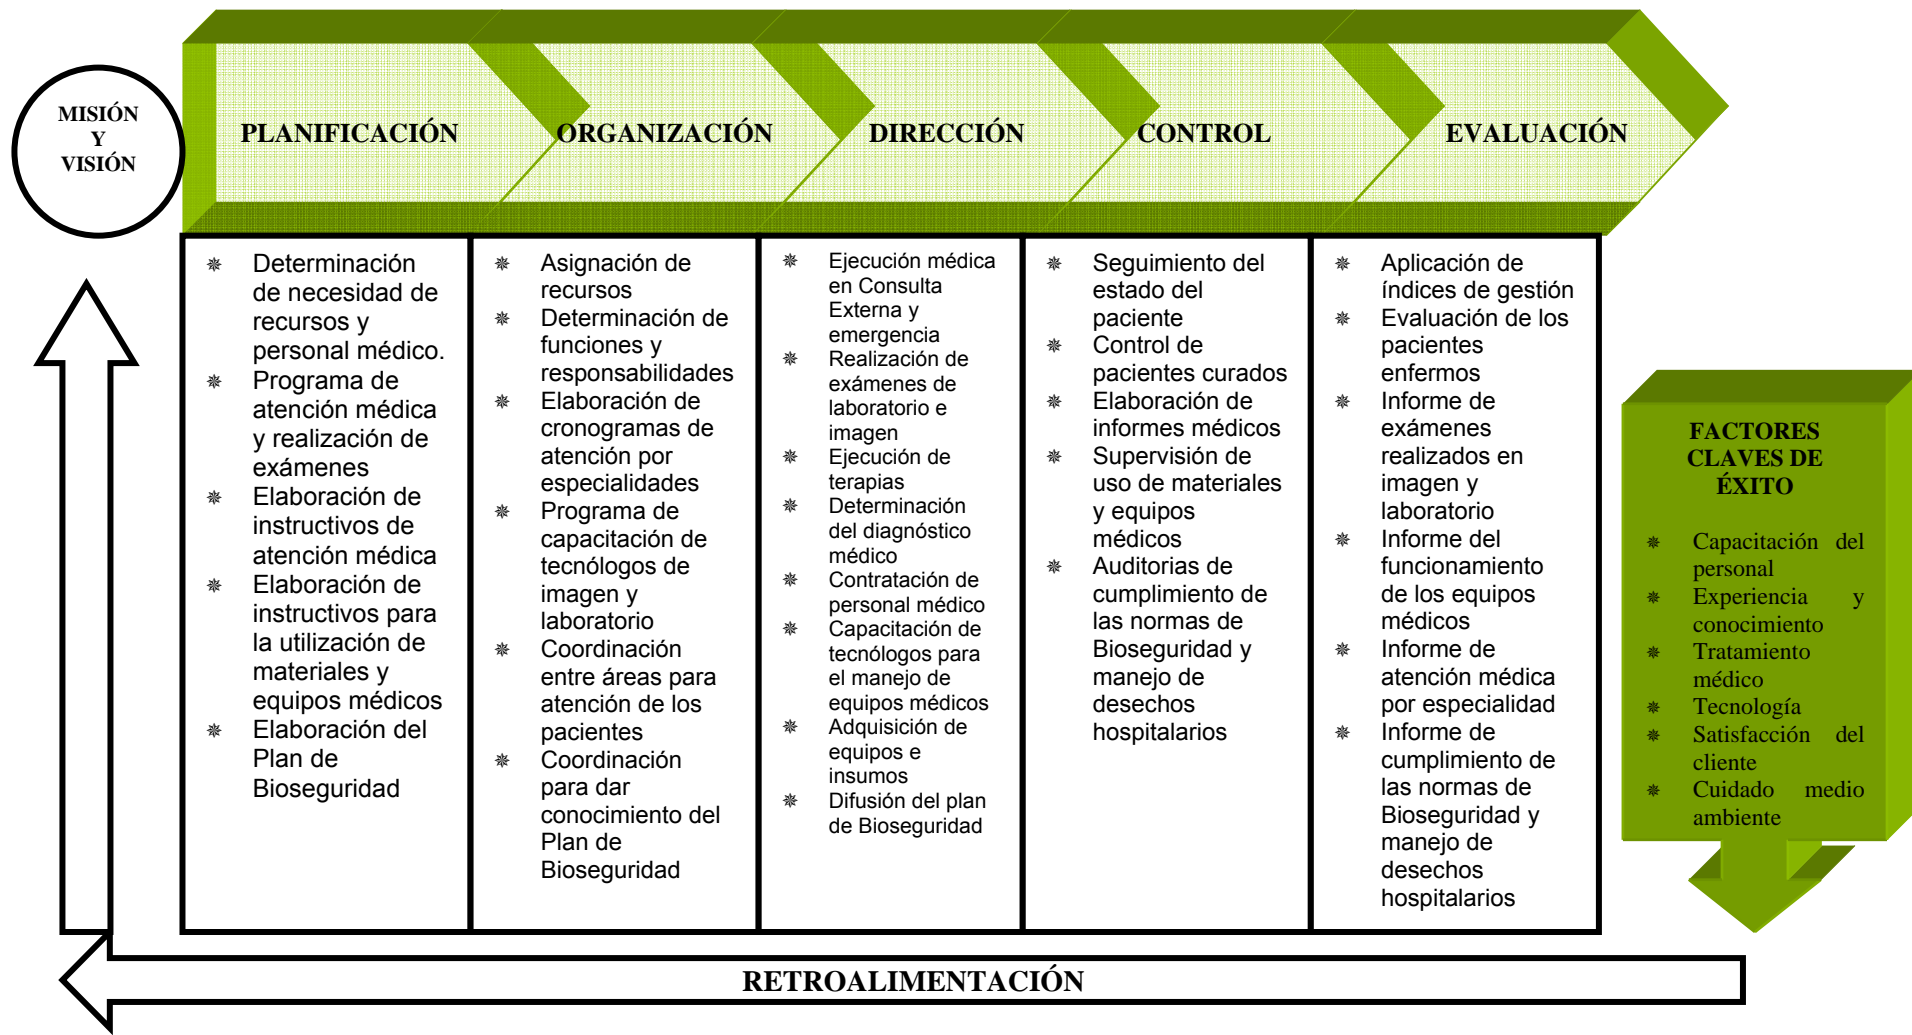 MISIÓN
Y
VISIÓN
PLANIFICACIÓN
ORGANIZACIÓN
DIRECCIÓN
CONTROL
EVALUACIÓN
Determinación
de necesidad de
recursos y
personal médico.
Programa de
atención médica
y realización de
exámenes
Elaboración de
instructivos de
atención médica
Elaboración de
instructivos para
la utilización de
materiales y
equipos médicos
Elaboración del
Plan de
Bioseguridad
Asignación de
recursos
Determinación de
funciones y
responsabilidades
Elaboración de
cronogramas de
atención por
especialidades
Programa de
capacitación de
tecnólogos de
imagen y
laboratorio
Coordinación
entre áreas para
atención de los
pacientes
Coordinación
para dar
conocimiento del
Plan de
Bioseguridad
Ejecución médica
en Consulta
Externa y
emergencia
Realización de
exámenes de
laboratorio e
imagen
Ejecución de
terapias
Determinación
del diagnóstico
médico
Contratación de
personal médico
Capacitación de
tecnólogos para
el manejo de
equipos médicos
Adquisición de
equipos e
insumos
Difusión del plan
de Bioseguridad
Seguimiento del
estado del
paciente
Control de
pacientes curados
Elaboración de
informes médicos
Supervisión de
uso de materiales
y equipos
médicos
Auditorias de
cumplimiento de
las normas de
Bioseguridad y
manejo de
desechos
hospitalarios
Aplicación de
índices de gestión
Evaluación de los
pacientes
enfermos
Informe de
exámenes
realizados en
imagen y
laboratorio
Informe del
funcionamiento
de los equipos
médicos
Informe de
atención médica
por especialidad
Informe de
cumplimiento de
las normas de
Bioseguridad y
manejo de
desechos
hospitalarios
FACTORES
CLAVES DE
ÉXITO
Capacitación del
personal
Experiencia y
conocimiento
Tratamiento
médico
Tecnología
Satisfacción del
cliente
Cuidado medio
ambiente
RETROALIMENTACIÓN